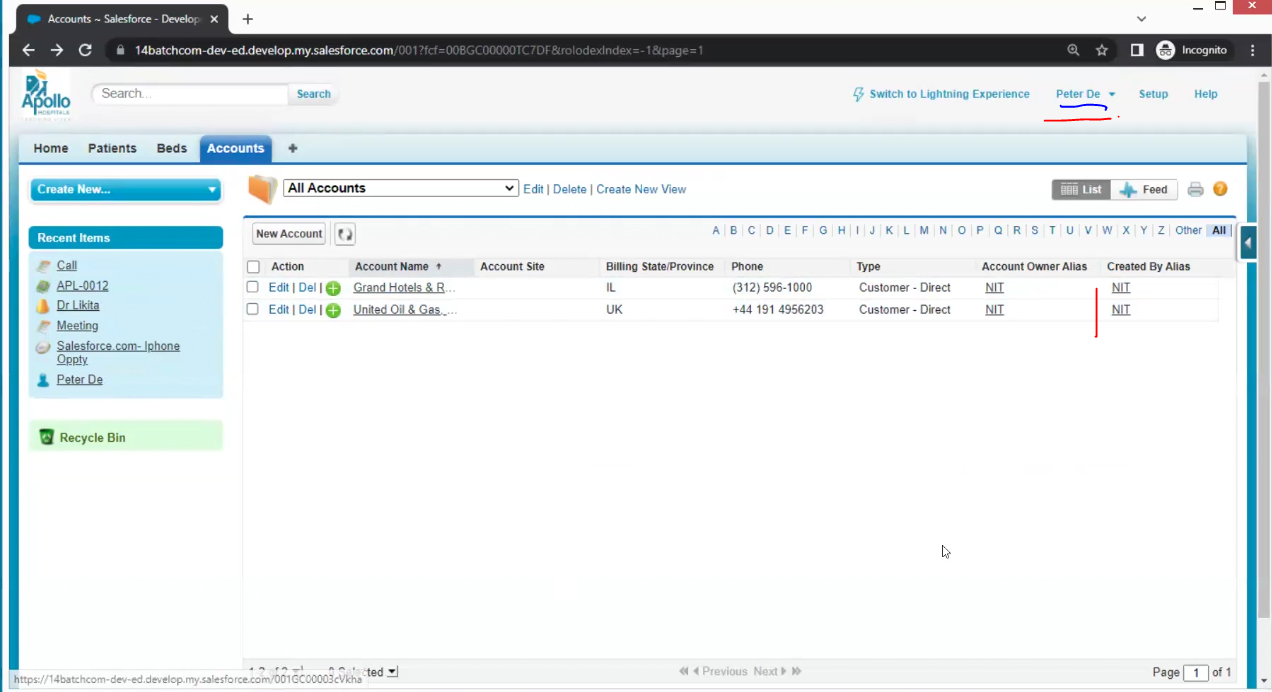 Accounts ~ Salesforce - Develop
14batchcom-dev-ed.develop.my.salesforce.com/001?fcf=00BGC00000TC7DF&rolodexIndex=-1&page=1
Incognito
Apollo
HOSPITALS
Search...
Search
Switch to Lightning Experience
Peter De
Setup
Help
Home Patients Beds Accounts +
Create New...
All Accounts
Edit | Delete | Create New View
List Feed
Recent Items
Call
APL-0012
Dr Likita
Meeting
Salesforce.com- Iphone
Oppty
Peter De
Recycle Bin
New Account
A | B | C | D | E | F | G | H | I | J | K | L | M | N | O | P | Q | R | S | T | U | V | W | X | Y | Z | Other | All
Action Account Name Account Site Billing State/Province Phone Type Account Owner Alias Created By Alias
Edit | Del | Grand Hotels & R... IL (312) 596-1000 Customer - Direct NIT NIT
Edit | Del | United Oil & Gas, ... UK +44 191 4956203 Customer - Direct NIT NIT
Previous Next
Page 1 of 1
https://14batchcom-dev-ed.develop.my.salesforce.com/001GC00003cVkha